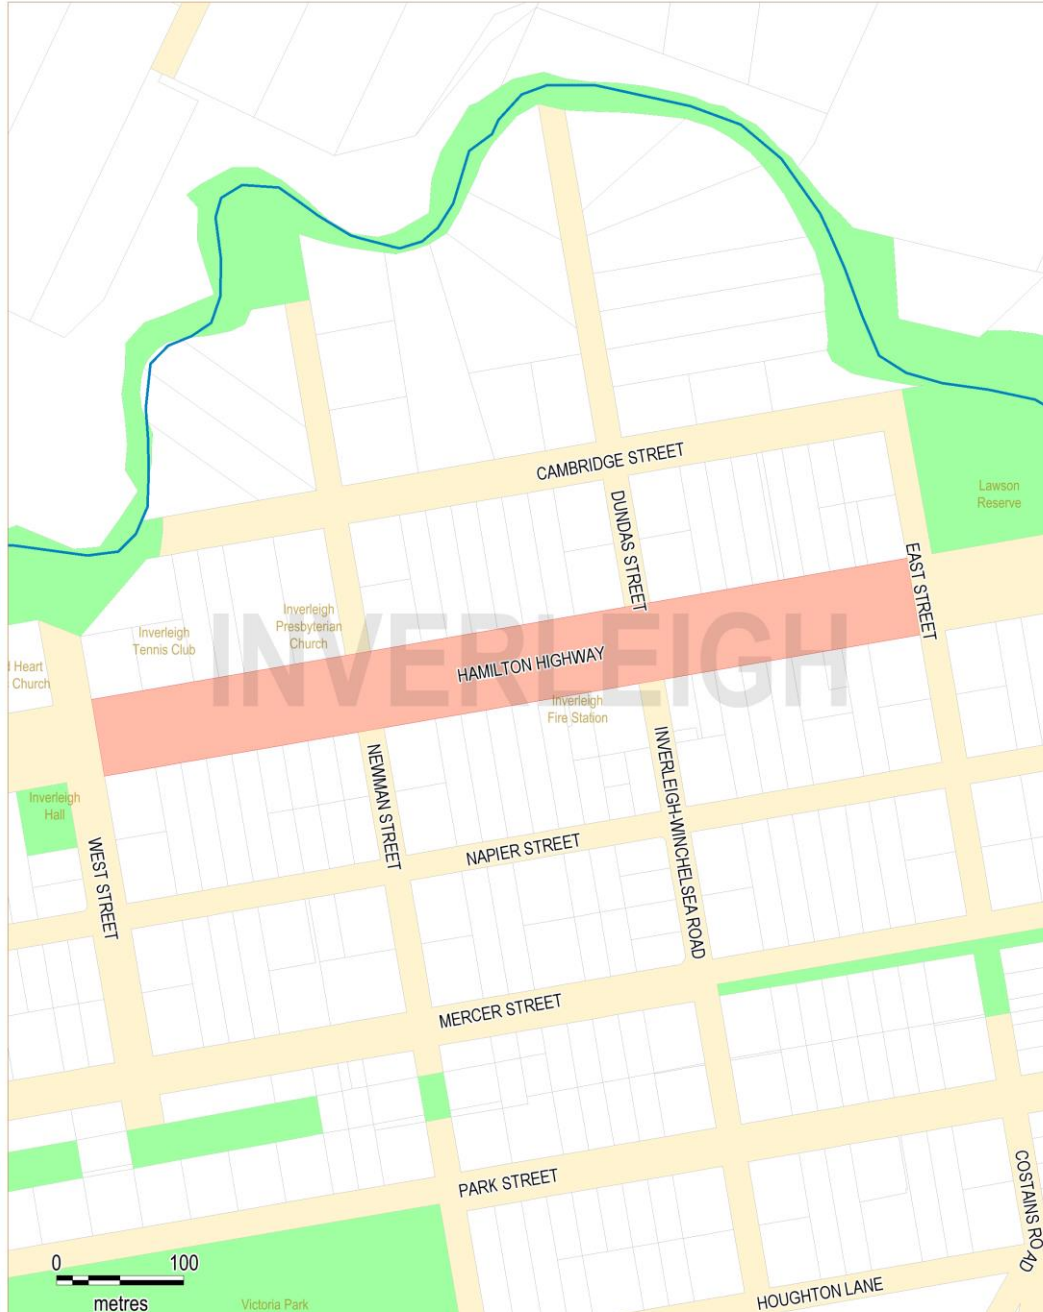 CAMBRIDGE STREET
Lawson
Reserve
DUNDAS STREET
EAST STREET
INVERLEIGH
Inverleigh
Presbyterian
Church
Inverleigh
Tennis Club
d Heart
Church
HAMILTON HIGHWAY
Inverleigh
Fire Station
NEWMAN STREET
INVERLEIGH-WINCHELSEA ROAD
Inverleigh
Hall
WEST STREET
NAPIER STREET
MERCER STREET
PARK STREET
COSTAINS ROAD
HOUGHTON LANE
0 100
metres
Victoria Park